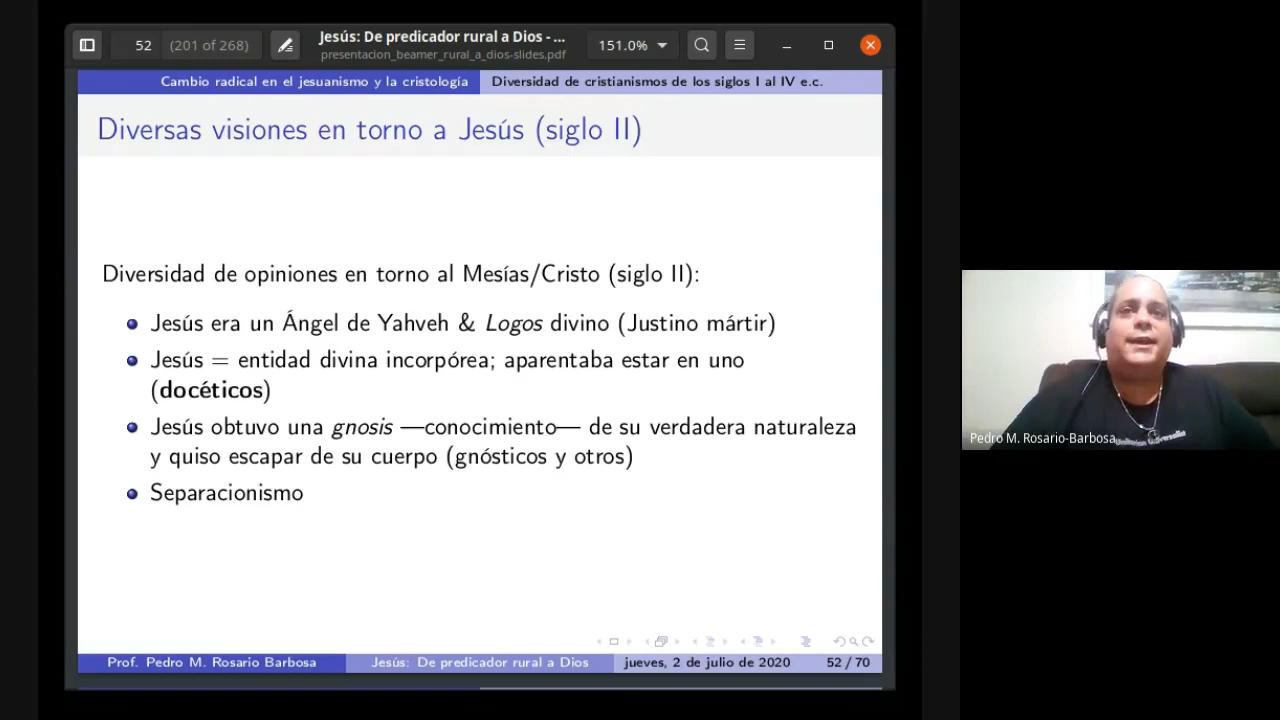 52 (201 of 268)
Jesús: De predicador rural a Dios - ...
presentacion_beamer_rural_a_dios-slides.pdf
151.0%
Cambio radical en el jesuanismo y la cristología
Diversidad de cristianismos de los siglos I al IV e.c.
Diversas visiones en torno a Jesús (siglo II)
Diversidad de opiniones en torno al Mesías/Cristo (siglo II):
Jesús era un Ángel de Yahveh & Logos divino (Justino mártir)
Jesús = entidad divina incorpórea; aparentaba estar en uno
(docéticos)
Jesús obtuvo una gnosis —conocimiento— de su verdadera naturaleza
y quiso escapar de su cuerpo (gnósticos y otros)
Separacionismo
Prof. Pedro M. Rosario Barbosa
Jesús: De predicador rural a Dios
jueves, 2 de julio de 2020
52 / 70
Pedro M. Rosario-Barbosa